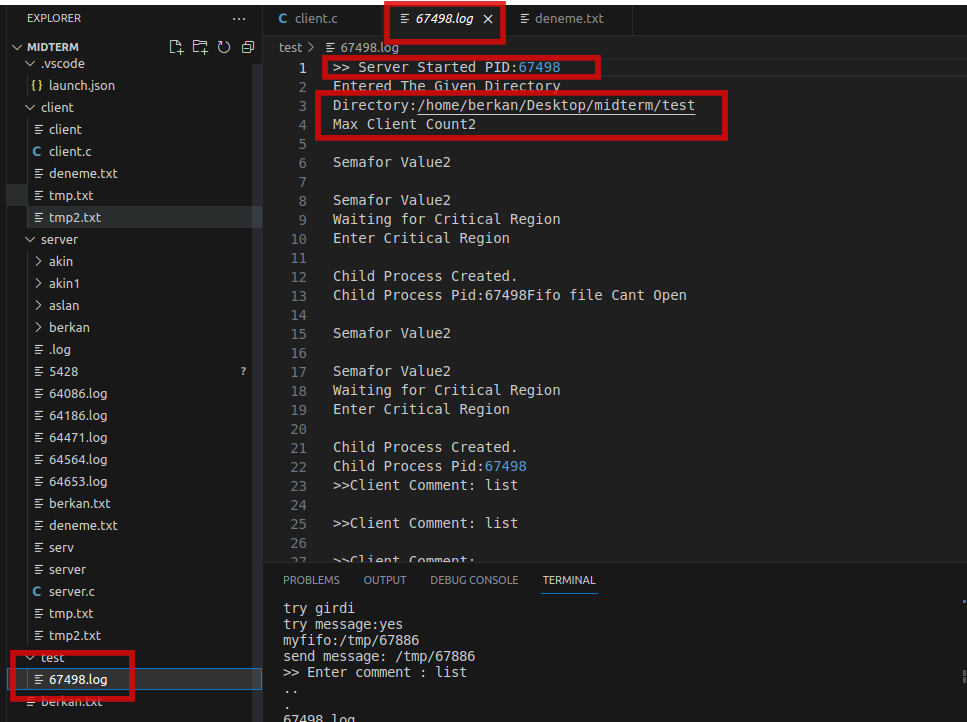 EXPLORER
...
MIDTERM
.vscode
{} launch.json
client
client
C client.c
deneme.txt
tmp.txt
tmp2.txt
server
akin
akin1
aslan
berkan
.log
5428 ?
64086.log
64186.log
64471.log
64564.log
64653.log
berkan.txt
deneme.txt
serv
server
C server.c
tmp.txt
tmp2.txt
test
67498.log
berkan.txt
C client.c
67498.log ×
deneme.txt
test > 67498.log
1 >> Server Started PID:67498
2 Entered The Given Directory
3 Directory:/home/berkan/Desktop/midterm/test
4 Max Client Count2
5
6 Semafor Value2
7
8 Semafor Value2
9 Waiting for Critical Region
10 Enter Critical Region
11
12 Child Process Created.
13 Child Process Pid:67498Fifo file Cant Open
14
15 Semafor Value2
16
17 Semafor Value2
18 Waiting for Critical Region
19 Enter Critical Region
20
21 Child Process Created.
22 Child Process Pid:67498
23 >>Client Comment: list
24
25 >>Client Comment: list
26
27 >>Client Comment:
PROBLEMS OUTPUT DEBUG CONSOLE TERMINAL
try girdi
try message:yes
myfifo:/tmp/67886
send message: /tmp/67886
>> Enter comment : list
..
.
67498.log